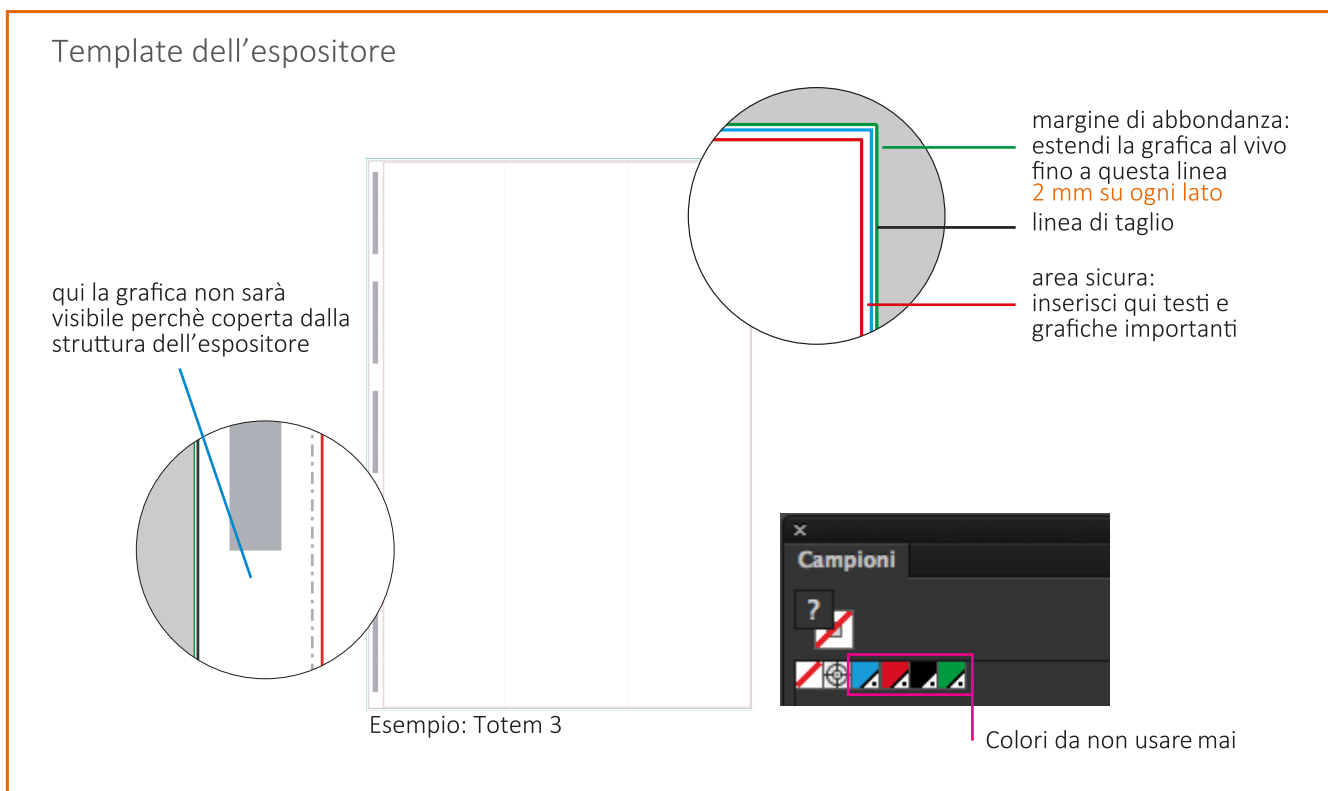 Template dell’espositore
margine di abbondanza:
estendi la grafica al vivo
fino a questa linea
2 mm su ogni lato
linea di taglio
area sicura:
inserisci qui testi e
grafiche importanti
qui la grafica non sarà
visibile perchè coperta dalla
struttura dell’espositore
Esempio: Totem 3
x
Campioni
?
Colori da non usare mai